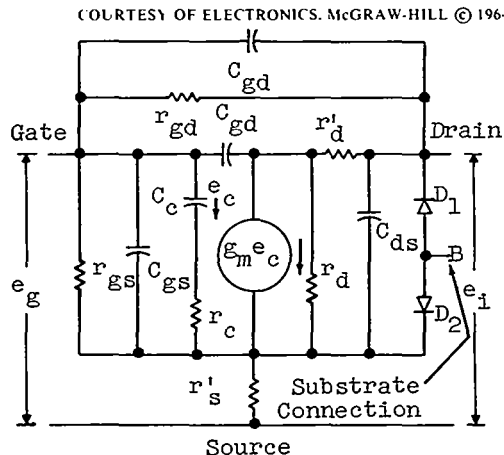 COURTESY OF ELECTRONICS. McGRAW-HILL © 196
C_gd
r_gd
C_gd
Gate
r'_d
Drain
C_c
e_c
D_1
g_m e_c
C_ds
B
r_gs
C_gs
r_d
e_g
e_i
r_c
D_2
r'_s
Substrate
Connection
Source